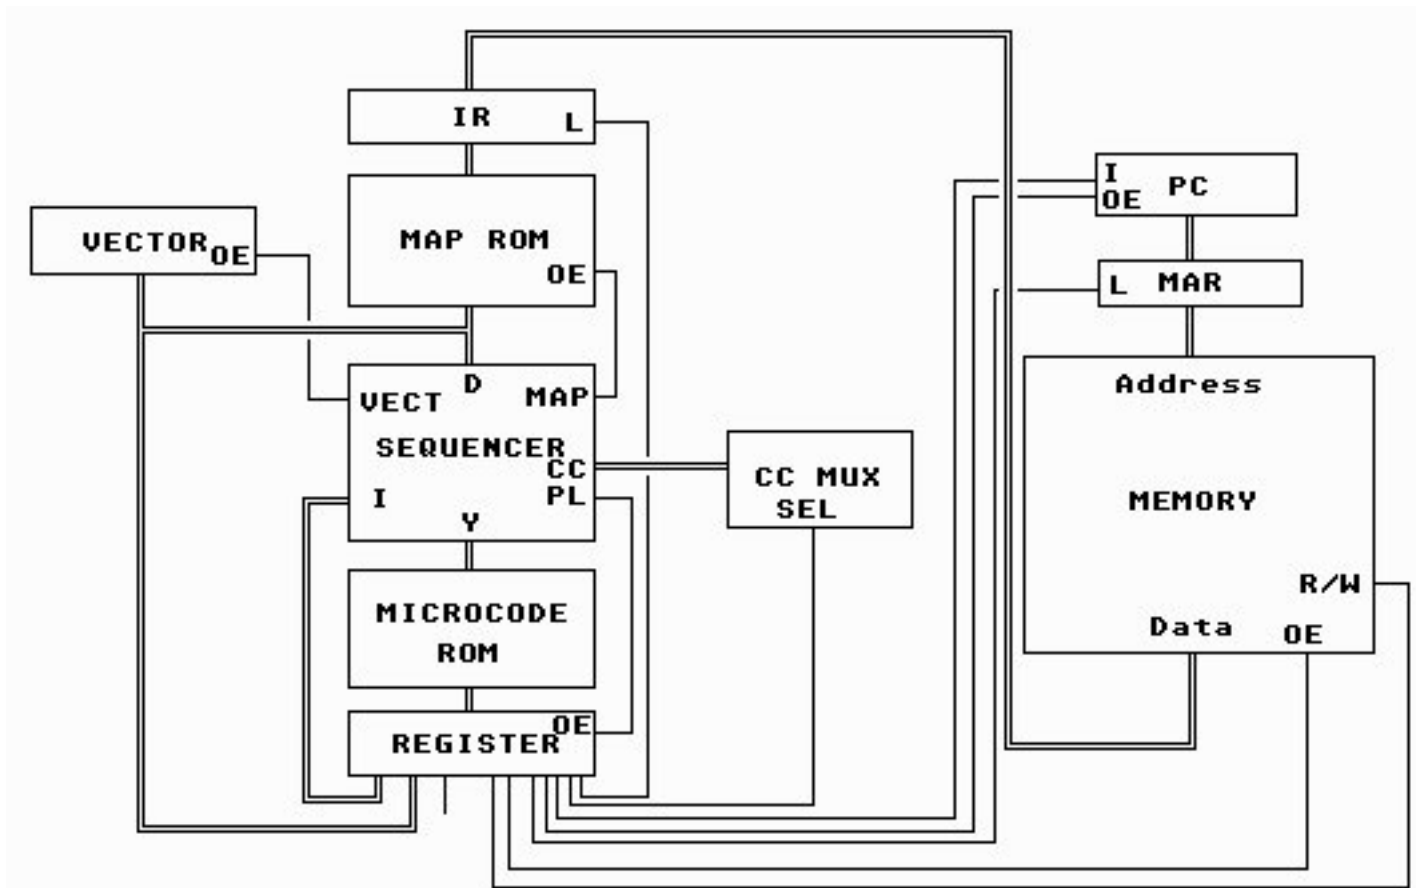 IR
L
VECTOR
OE
MAP ROM
OE
I
OE
PC
L
MAR
D
VECT
MAP
SEQUENCER
CC
I
PL
Y
CC MUX
SEL
Address
MEMORY
R/W
Data
OE
MICROCODE
ROM
OE
REGISTER